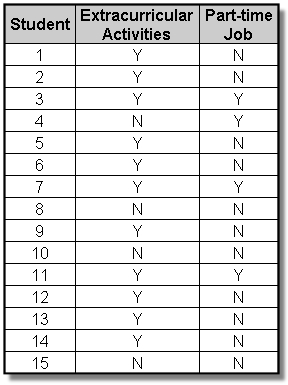 Student Extracurricular Activities Part-time Job
1 Y N
2 Y N
3 Y Y
4 N Y
5 Y N
6 Y N
7 Y Y
8 N N
9 Y N
10 N N
11 Y Y
12 Y N
13 Y N
14 Y N
15 N N